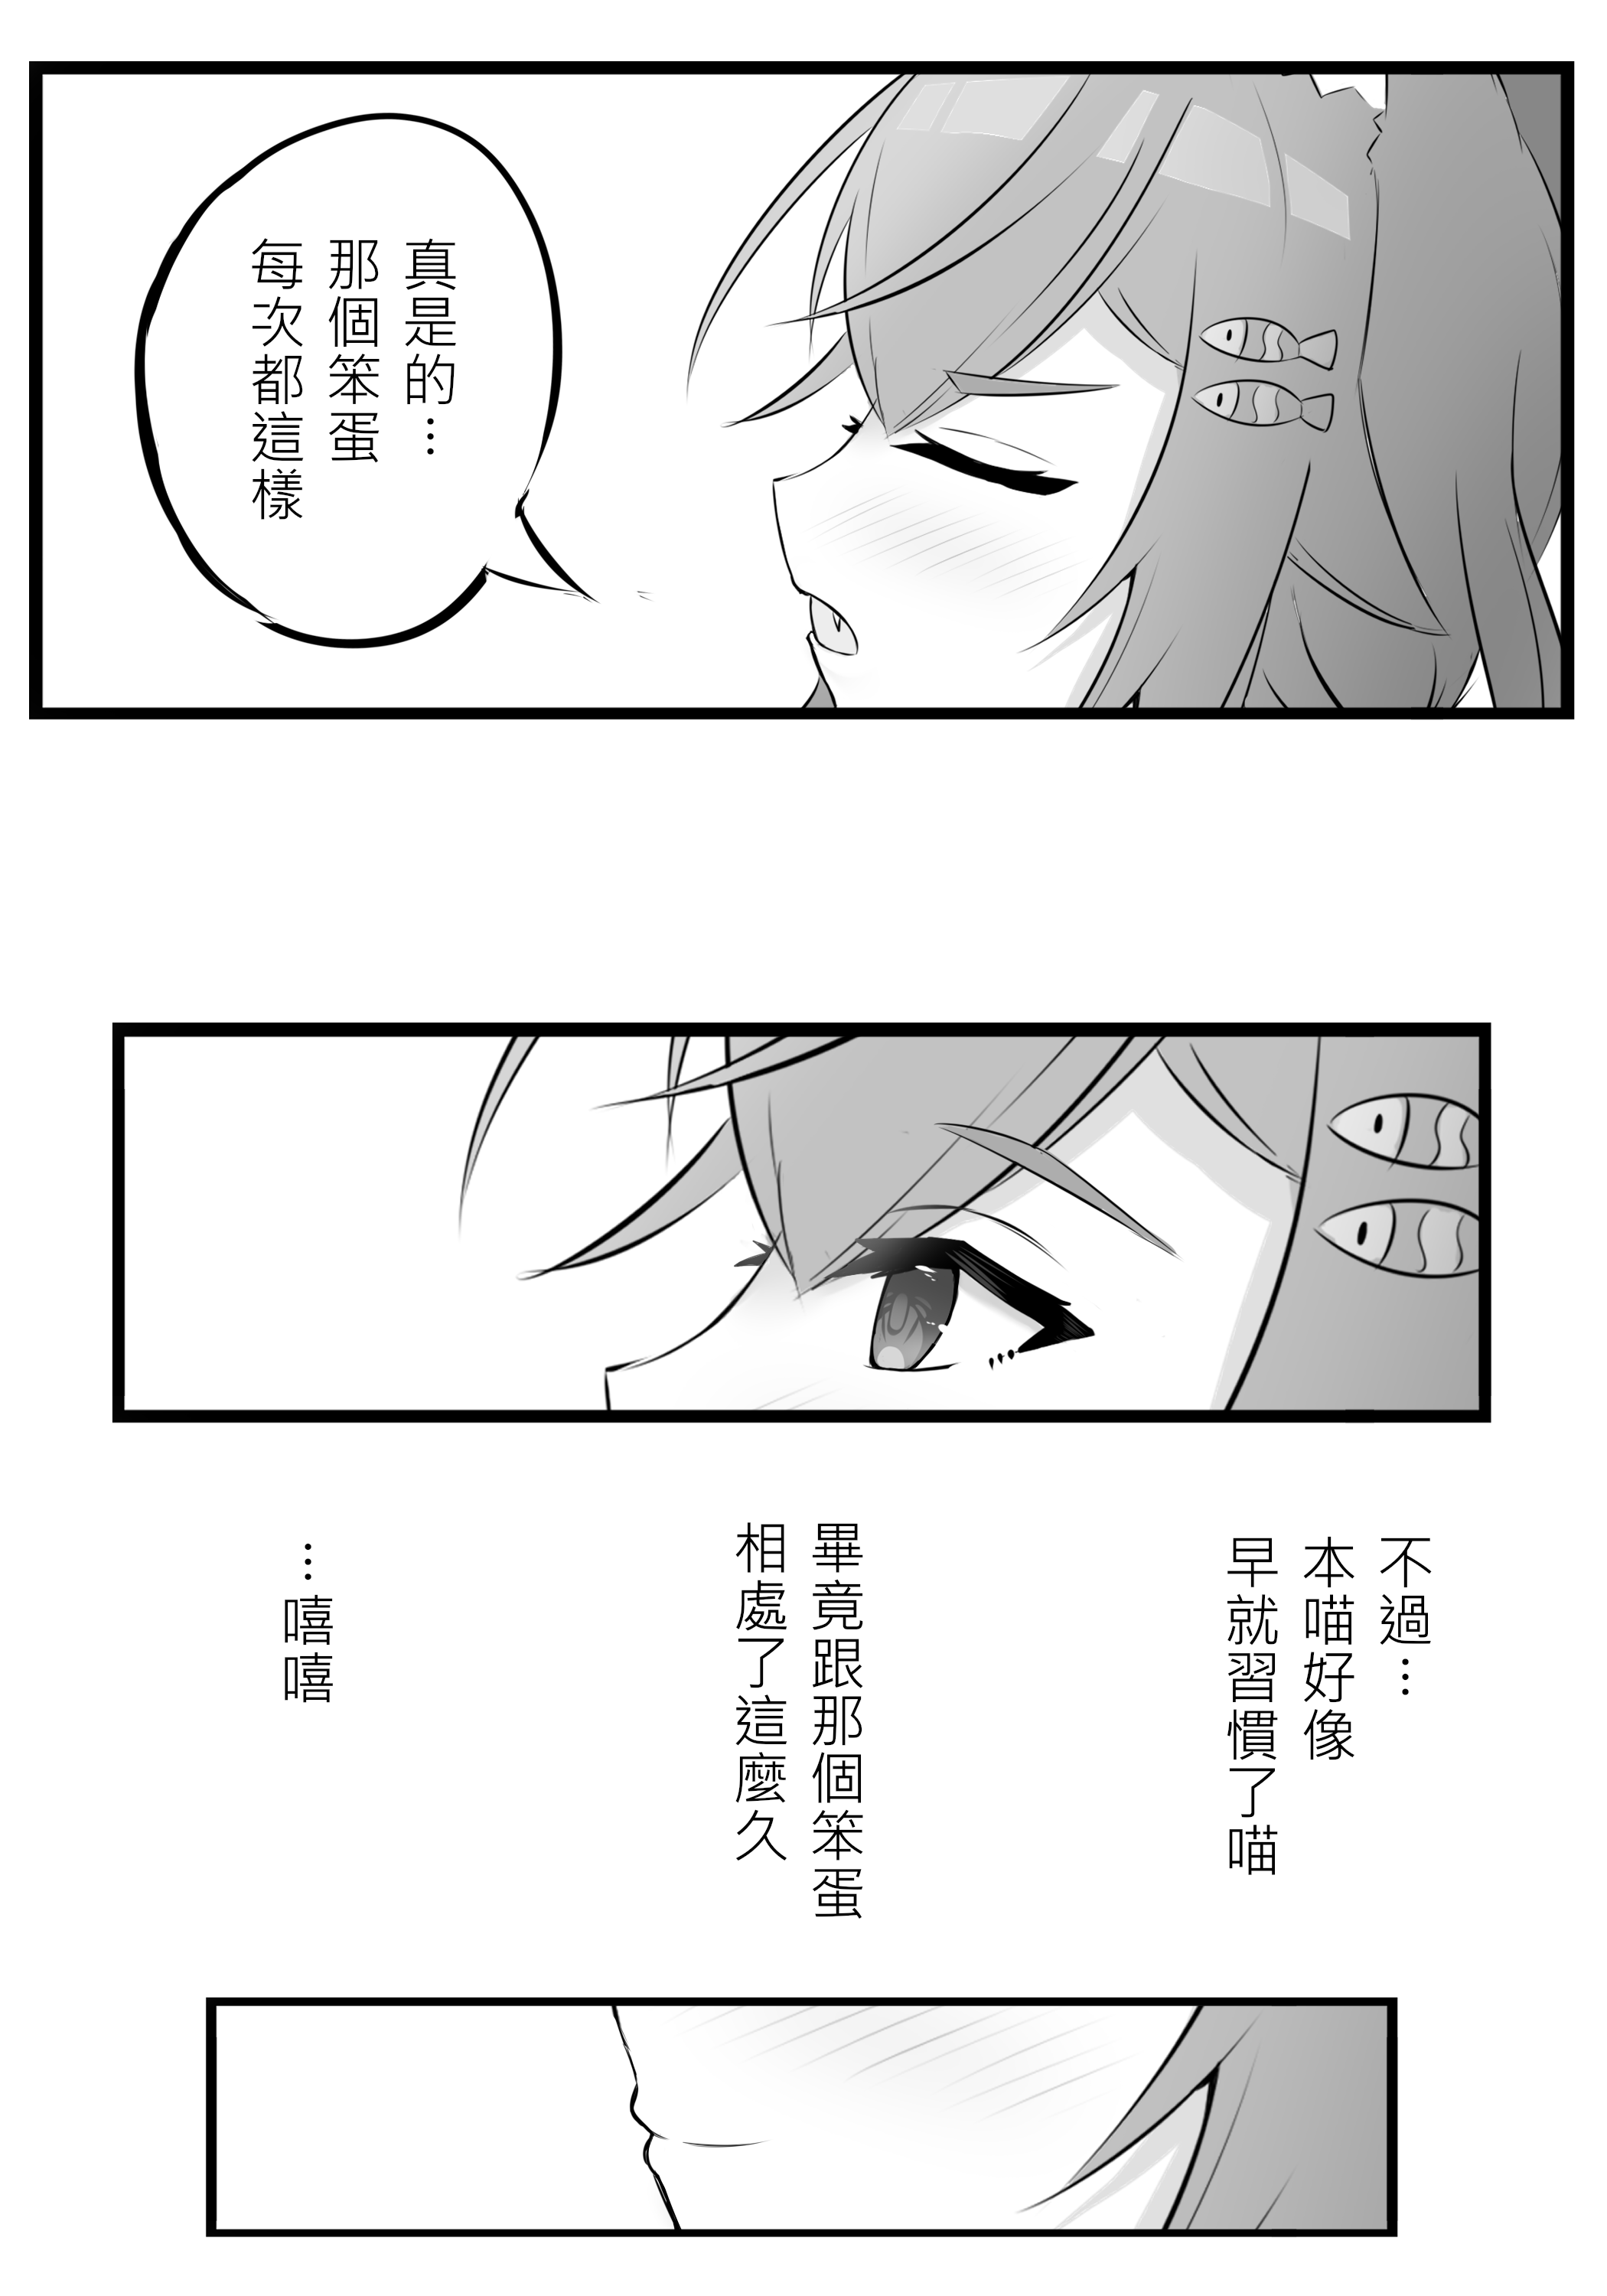 真是的…
那個笨蛋
每次都這樣
不過…
本喵好像
早就習慣了喵
畢竟跟那個笨蛋
相處了這麼久
…嘻嘻